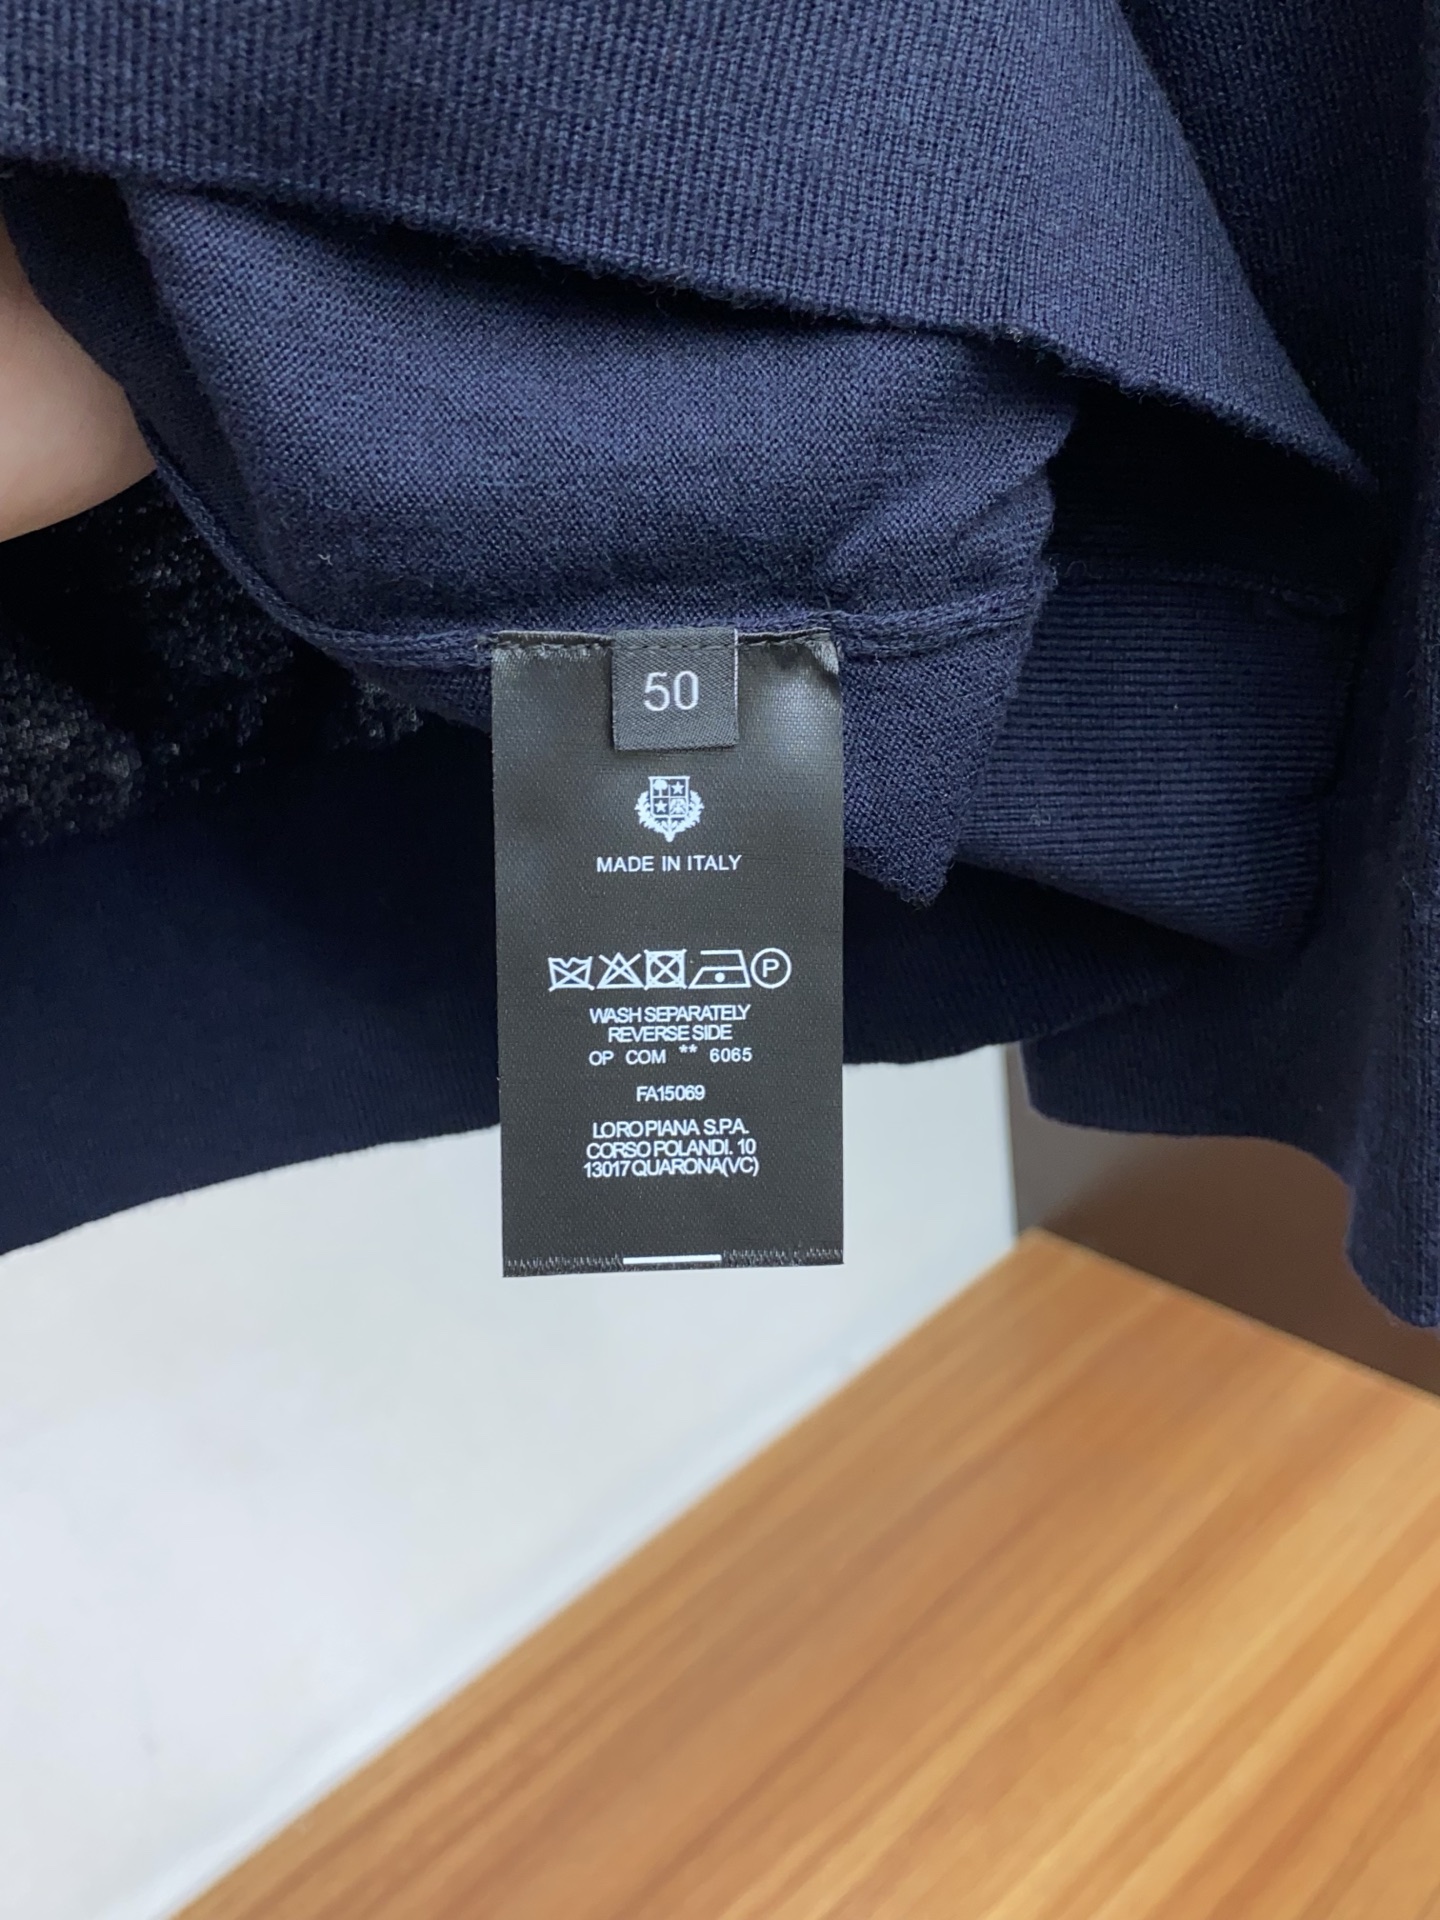 50
MADE IN ITALY
P
WASH SEPARATELY
REVERSE SIDE
OP COM ** 6065
FA15069
LORO PIANA S.P.A.
CORSO POLANDI. 10
13017 QUARONA(VC)